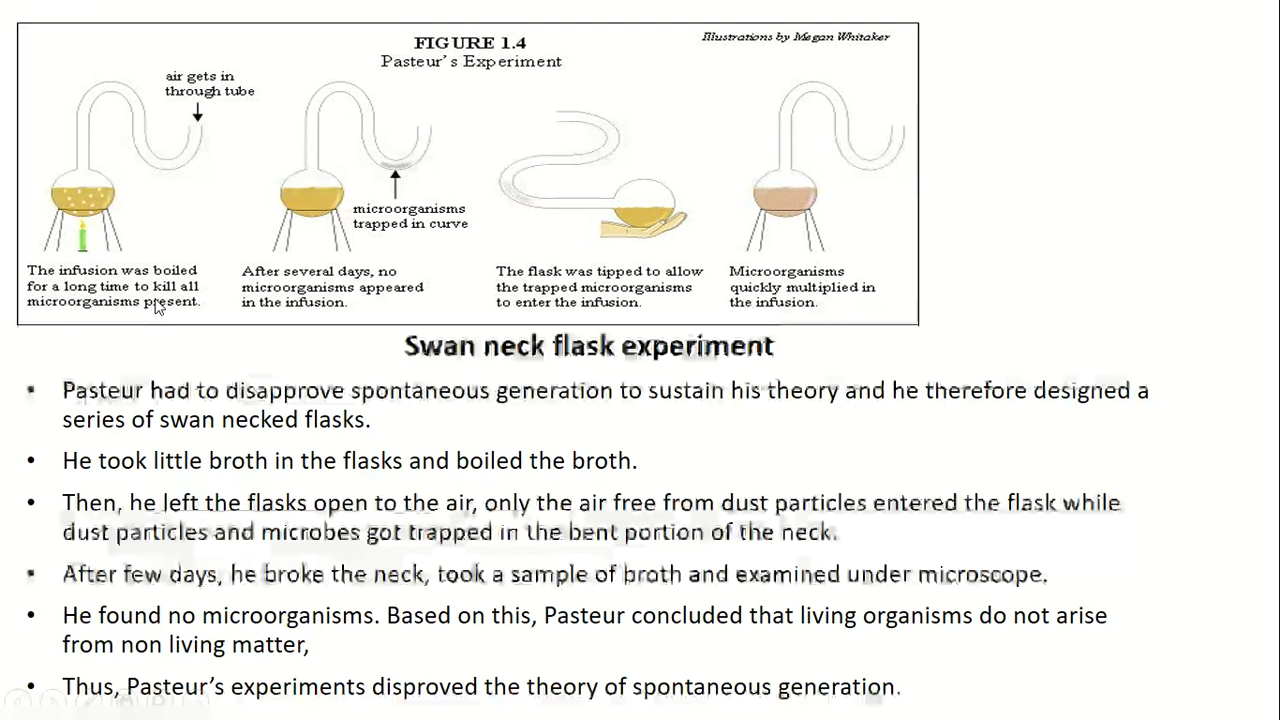 FIGURE 1.4
Pasteur's Experiment
Illustrations by Megan Whitaker
air gets in
through tube
microorganisms
trapped in curve
The infusion was boiled
for a long time to kill all
microorganisms present.
After several days, no
microorganisms appeared
in the infusion.
The flask was tipped to allow
the trapped microorganisms
to enter the infusion.
Microorganisms
quickly multiplied in
the infusion.
Swan neck flask experiment
• Pasteur had to disapprove spontaneous generation to sustain his theory and he therefore designed a
series of swan necked flasks.
• He took little broth in the flasks and boiled the broth.
• Then, he left the flasks open to the air, only the air free from dust particles entered the flask while
dust particles and microbes got trapped in the bent portion of the neck.
• After few days, he broke the neck, took a sample of broth and examined under microscope.
• He found no microorganisms. Based on this, Pasteur concluded that living organisms do not arise
from non living matter,
• Thus, Pasteur's experiments disproved the theory of spontaneous generation.